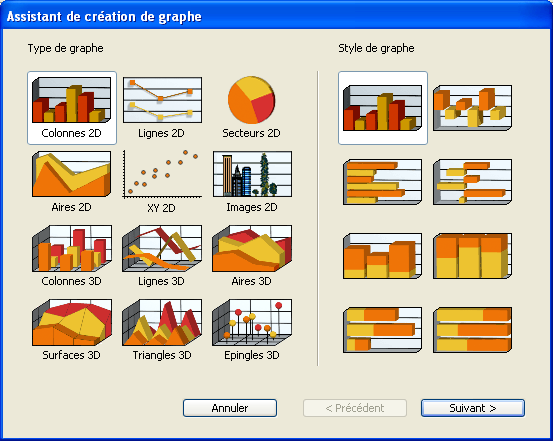 Assistant de création de graphe
Type de graphe
Style de graphe
Colonnes 2D
Lignes 2D
Secteurs 2D
Aires 2D
XY 2D
Images 2D
Colonnes 3D
Lignes 3D
Aires 3D
Surfaces 3D
Triangles 3D
Epingles 3D
Annuler
< Précédent
Suivant >